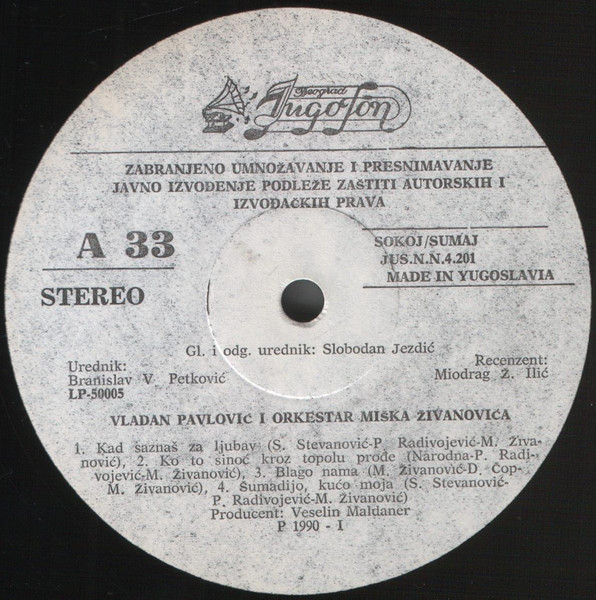 Beograd
Jugofon
ZABRANJENO UMNOŽAVANJE I PRESNIMAVANJE
JAVNO IZVOĐENJE PODLEŽE ZAŠTITI AUTORSKIH I
IZVOĐAČKIH PRAVA
A 33
STEREO
SOKOJ/SUMAJ
JUS.N.N.4.201
MADE IN YUGOSLAVIA
Gl. i odg. urednik: Slobodan Jezdić
Urednik:
Branislav V. Petković
LP-50005
Recenzent:
Miodrag Ž. Ilić
VLADAN PAVLOVIĆ I ORKESTAR MIŠKA ŽIVANOVIĆA
1. Kad saznaš za ljubav (S. Stevanović-P. Radivojević-M. Živa-
nović), 2. Ko to sinoć kroz topolu prođe (Narodna-P. Radi-
vojević-M. Živanović), 3. Blago nama (M. Živanović-D. Čop-
M. Živanović), 4. Šumadijo, kućo moja (S. Stevanović-
P. Radivojević-M. Živanović)
Producent: Veselin Maldaner
P 1990 - I